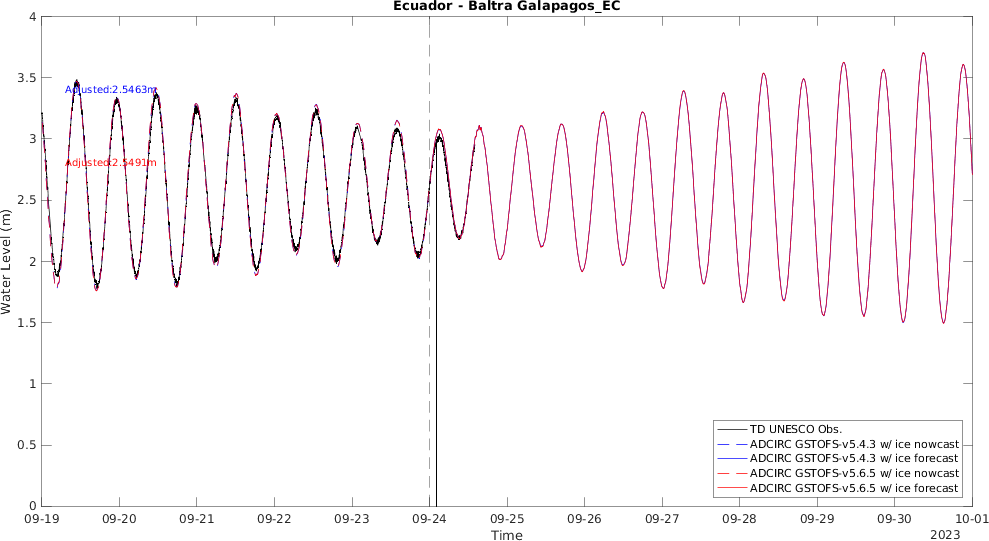 Ecuador - Baltra Galapagos_EC
4
3.5
3
2.5
2
1.5
1
0.5
0
Water Level (m)
Adjusted:2.5463m
Adjusted:2.5491m
TD UNESCO Obs.
ADCIRC GSTOFS-v5.4.3 w/ ice nowcast
ADCIRC GSTOFS-v5.4.3 w/ ice forecast
ADCIRC GSTOFS-v5.6.5 w/ ice nowcast
ADCIRC GSTOFS-v5.6.5 w/ ice forecast
09-19 09-20 09-21 09-22 09-23 09-24 09-25 09-26 09-27 09-28 09-29 09-30 10-01
Time
2023